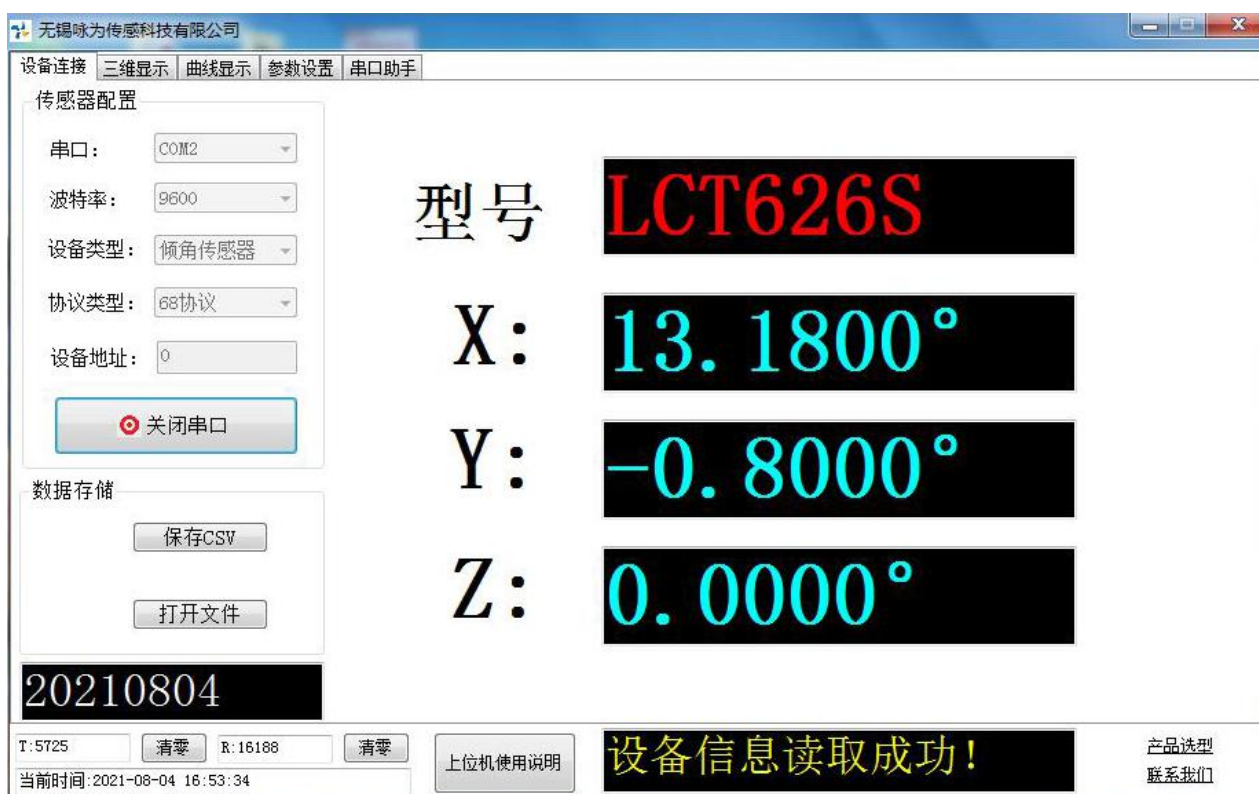 无锡咏为传感科技有限公司
设备连接 三维显示 曲线显示 参数设置 串口助手
传感器配置
串口: COM2
波特率: 9600
设备类型: 倾角传感器
协议类型: 68协议
设备地址: 0
关闭串口
数据存储
保存CSV
打开文件
20210804
型号 LCT626S
X: 13.1800°
Y: -0.8000°
Z: 0.0000°
T:5725 清零 R:16188 清零
当前时间:2021-08-04 16:53:34
上位机使用说明
设备信息读取成功!
产品选型
联系我们